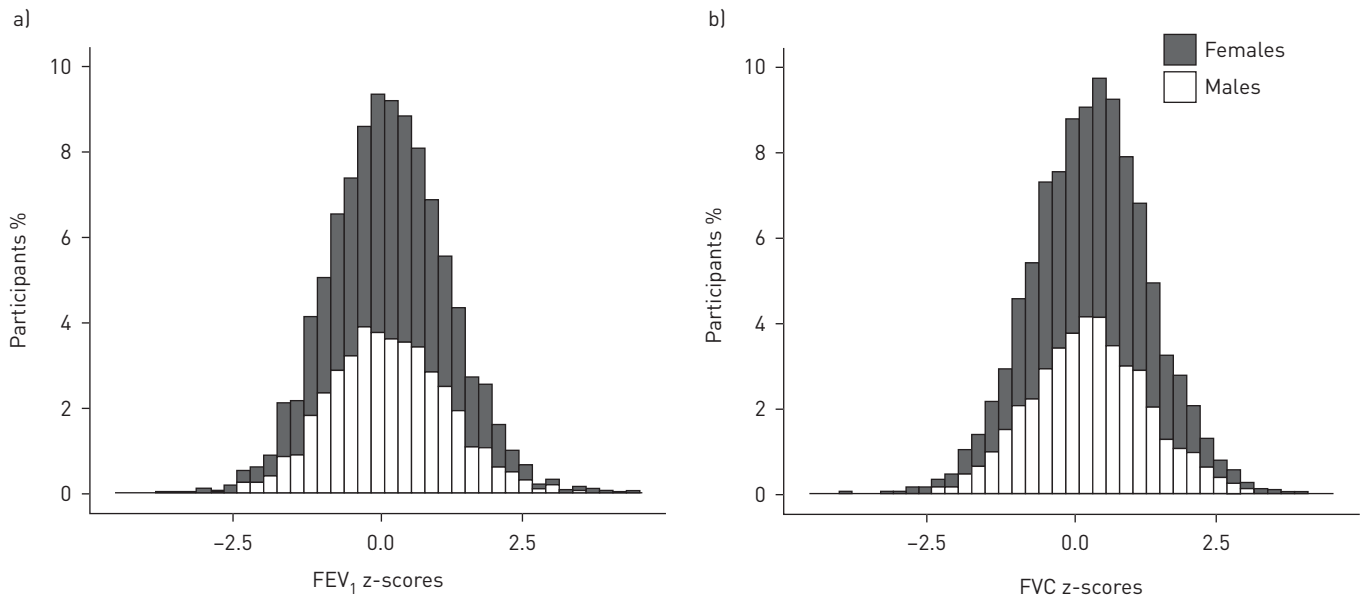 a)
10
8
6
4
2
0
Participants %
−2.5 0.0 2.5
FEV1 z-scores
b)
Females
Males
10
8
6
4
2
0
Participants %
−2.5 0.0 2.5
FVC z-scores